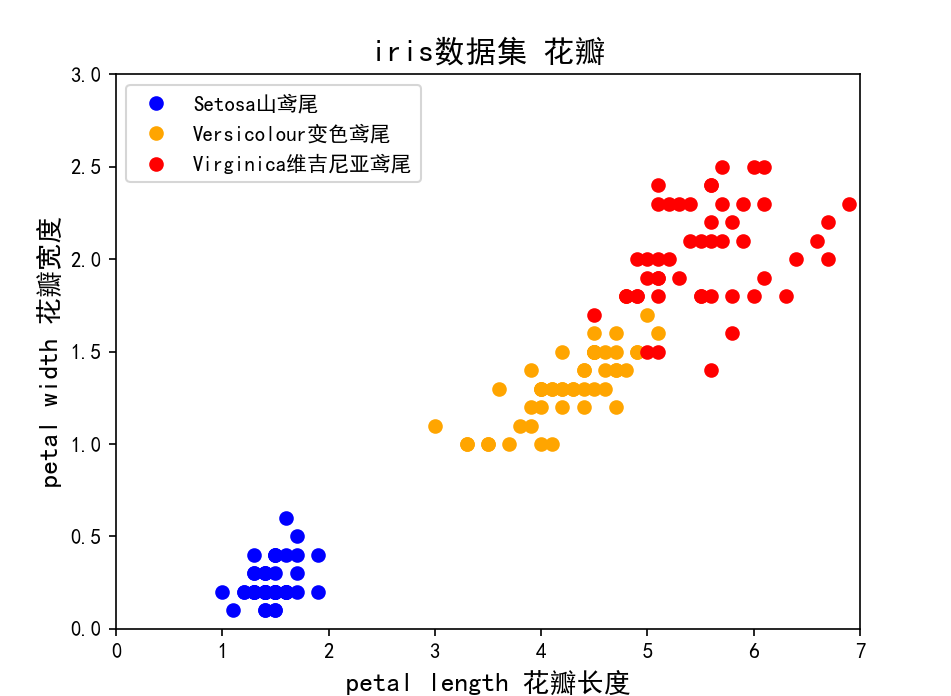 iris数据集 花瓣
3.0
2.5
2.0
1.5
1.0
0.5
0.0
Setosa山鸢尾
Versicolour变色鸢尾
Virginica维吉尼亚鸢尾
petal width 花瓣宽度
0 1 2 3 4 5 6 7
petal length 花瓣长度